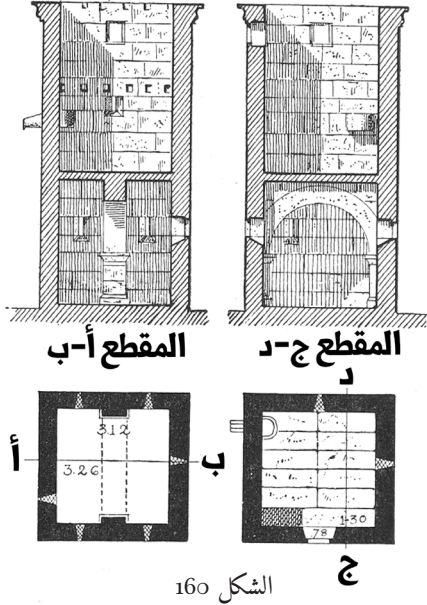 المقطع أ-ب
المقطع ج-د
د
3.12
أ
3.26
ب
1-30
78
ج
الشكل 160